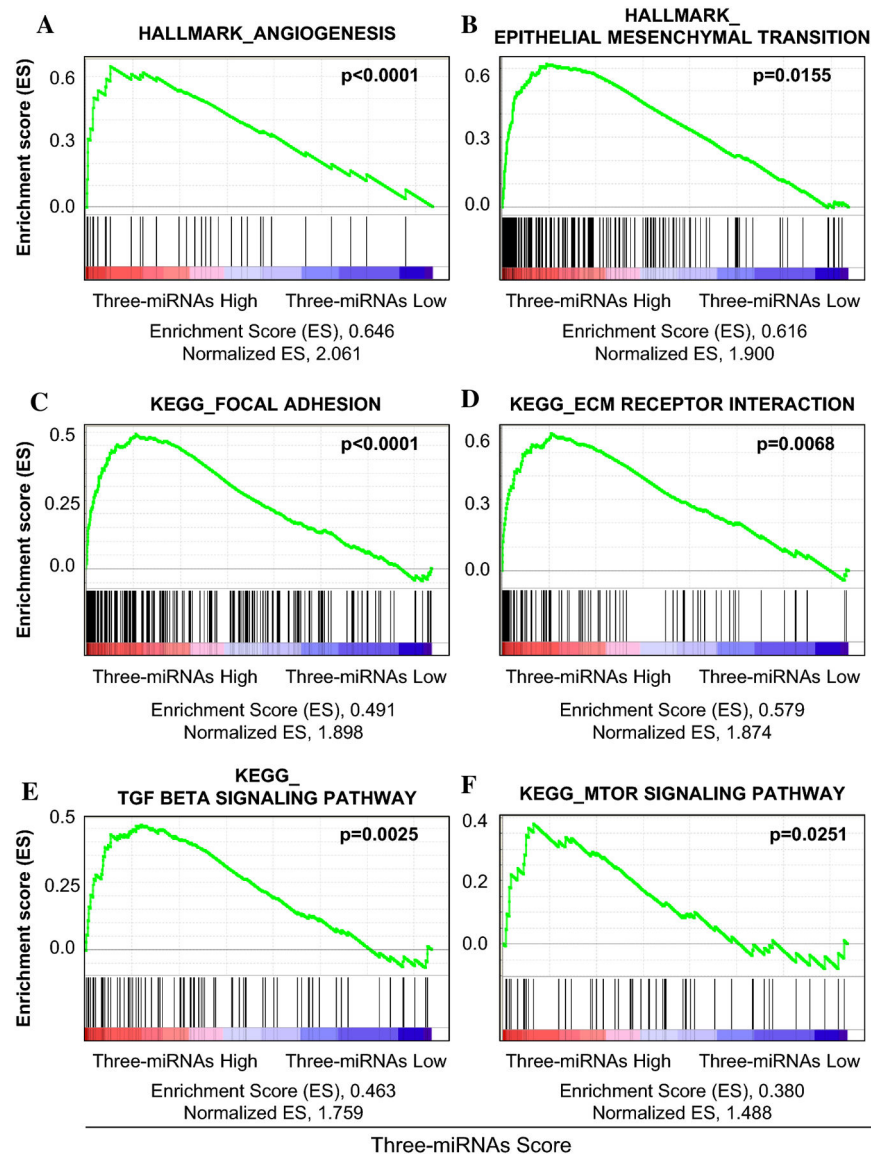 A
HALLMARK_ANGIOGENESIS
Enrichment score (ES)
0.6
0.3
0.0
p<0.0001
Three-miRNAs High
Three-miRNAs Low
Enrichment Score (ES), 0.646
Normalized ES, 2.061
B
HALLMARK_
EPITHELIAL MESENCHYMAL TRANSITION
0.6
0.3
0.0
p=0.0155
Three-miRNAs High
Three-miRNAs Low
Enrichment Score (ES), 0.616
Normalized ES, 1.900
C
KEGG_FOCAL ADHESION
Enrichment score (ES)
0.5
0.25
0.0
p<0.0001
Three-miRNAs High
Three-miRNAs Low
Enrichment Score (ES), 0.491
Normalized ES, 1.898
D
KEGG_ECM RECEPTOR INTERACTION
0.6
0.3
0.0
p=0.0068
Three-miRNAs High
Three-miRNAs Low
Enrichment Score (ES), 0.579
Normalized ES, 1.874
E
KEGG_
TGF BETA SIGNALING PATHWAY
Enrichment score (ES)
0.5
0.25
0.0
p=0.0025
Three-miRNAs High
Three-miRNAs Low
Enrichment Score (ES), 0.463
Normalized ES, 1.759
F
KEGG_MTOR SIGNALING PATHWAY
0.4
0.2
0.0
p=0.0251
Three-miRNAs High
Three-miRNAs Low
Enrichment Score (ES), 0.380
Normalized ES, 1.488
Three-miRNAs Score